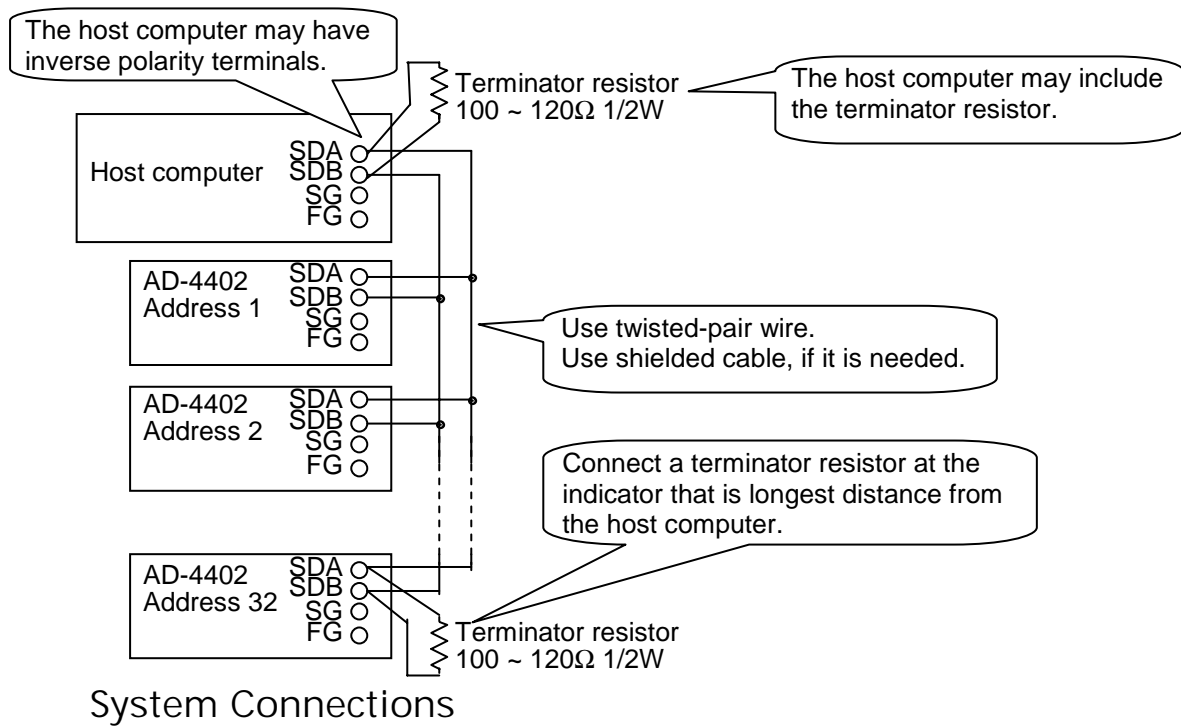 The host computer may have
inverse polarity terminals.
Terminator resistor
100 ~ 120Ω 1/2W
The host computer may include
the terminator resistor.
Host computer
SDA
SDB
SG
FG
AD-4402
Address 1
SDA
SDB
SG
FG
Use twisted-pair wire.
Use shielded cable, if it is needed.
AD-4402
Address 2
SDA
SDB
SG
FG
Connect a terminator resistor at the
indicator that is longest distance from
the host computer.
AD-4402
Address 32
SDA
SDB
SG
FG
Terminator resistor
100 ~ 120Ω 1/2W
System Connections